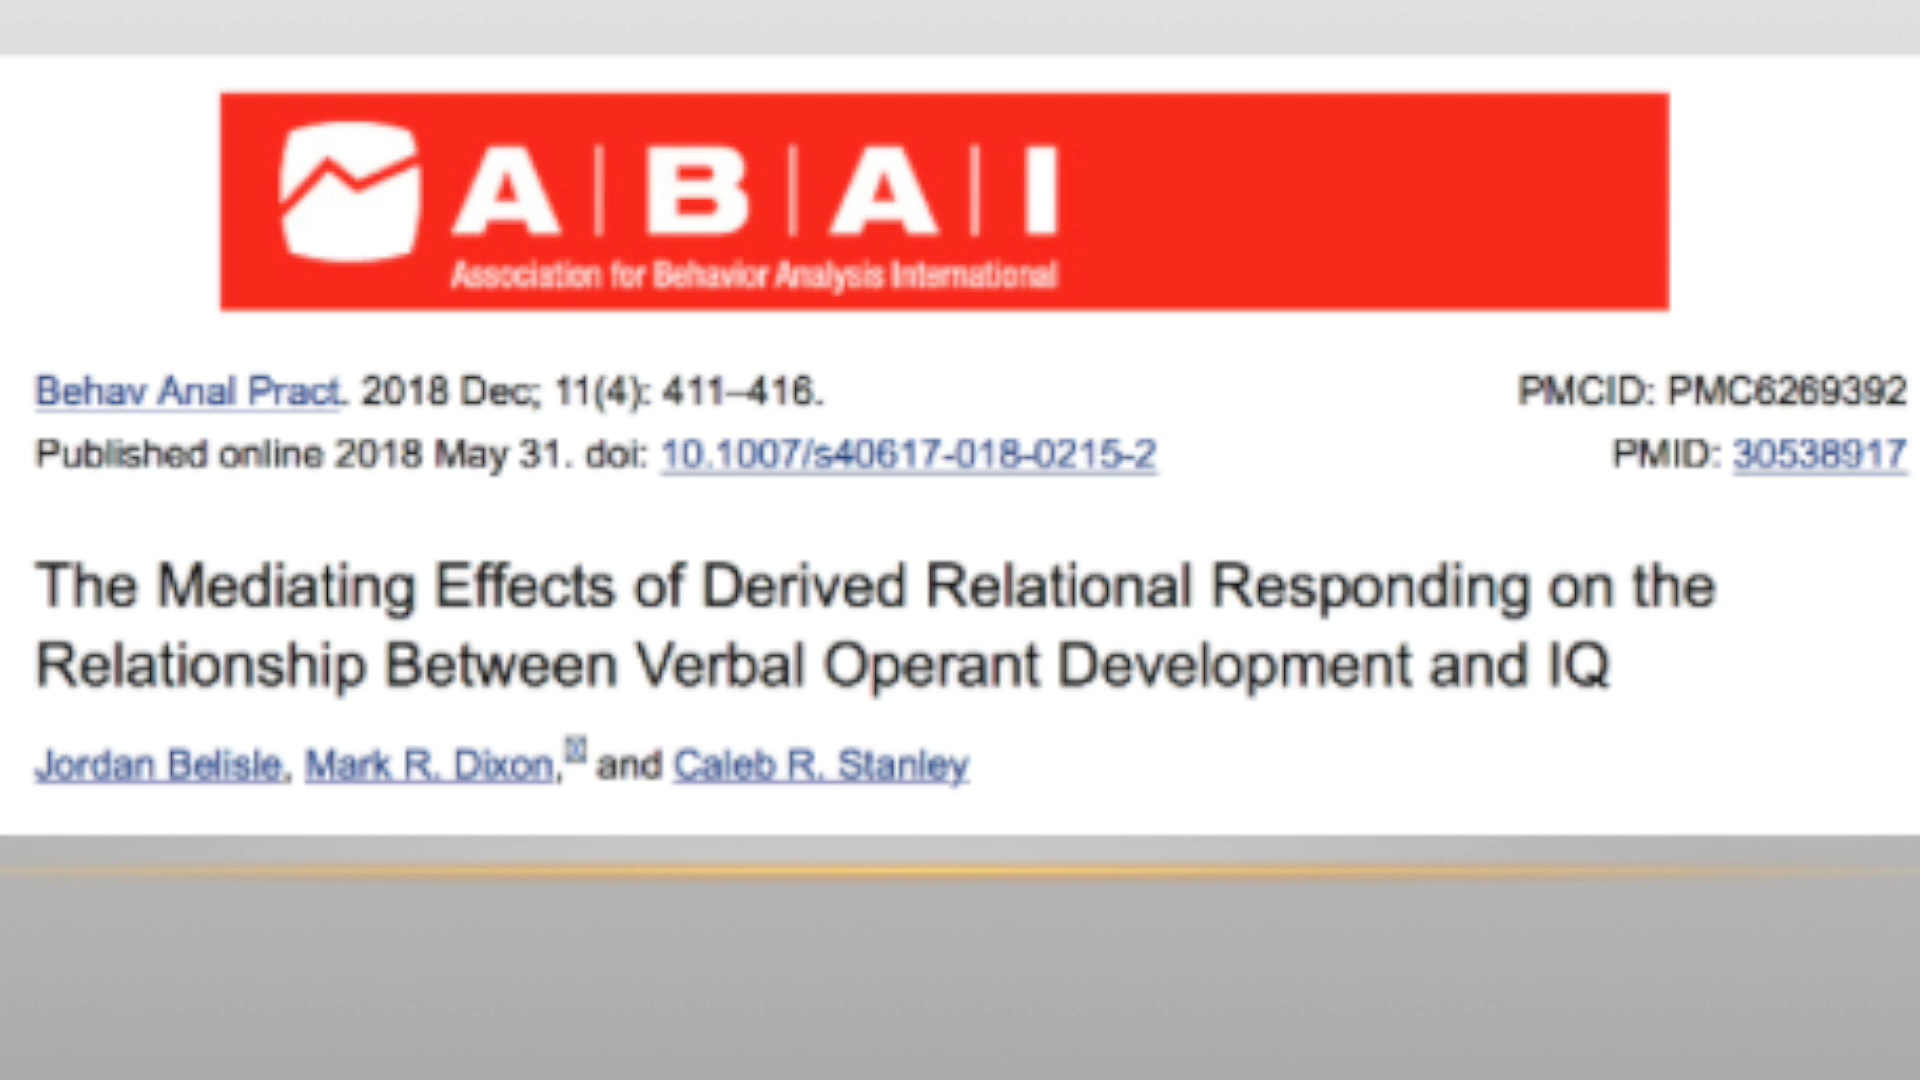 A|B|A|I
Association for Behavior Analysis International
Behav Anal Pract. 2018 Dec; 11(4): 411–416. PMCID: PMC6269392
Published online 2018 May 31. doi: 10.1007/s40617-018-0215-2 PMID: 30538917
The Mediating Effects of Derived Relational Responding on the
Relationship Between Verbal Operant Development and IQ
Jordan Belisle, Mark R. Dixon, and Caleb R. Stanley